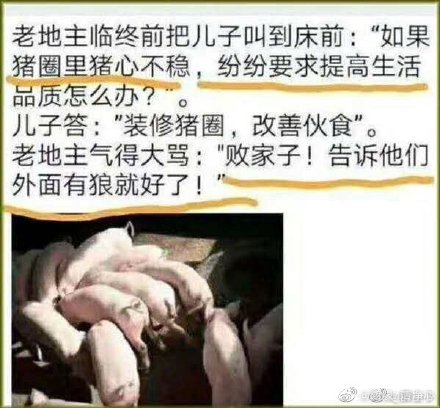 老地主临终前把儿子叫到床前：“如果
猪圈里猪心不稳，纷纷要求提高生活
品质怎么办？”。
儿子答：”装修猪圈，改善伙食”。
老地主气得大骂："败家子！告诉他们
外面有狼就好了！”